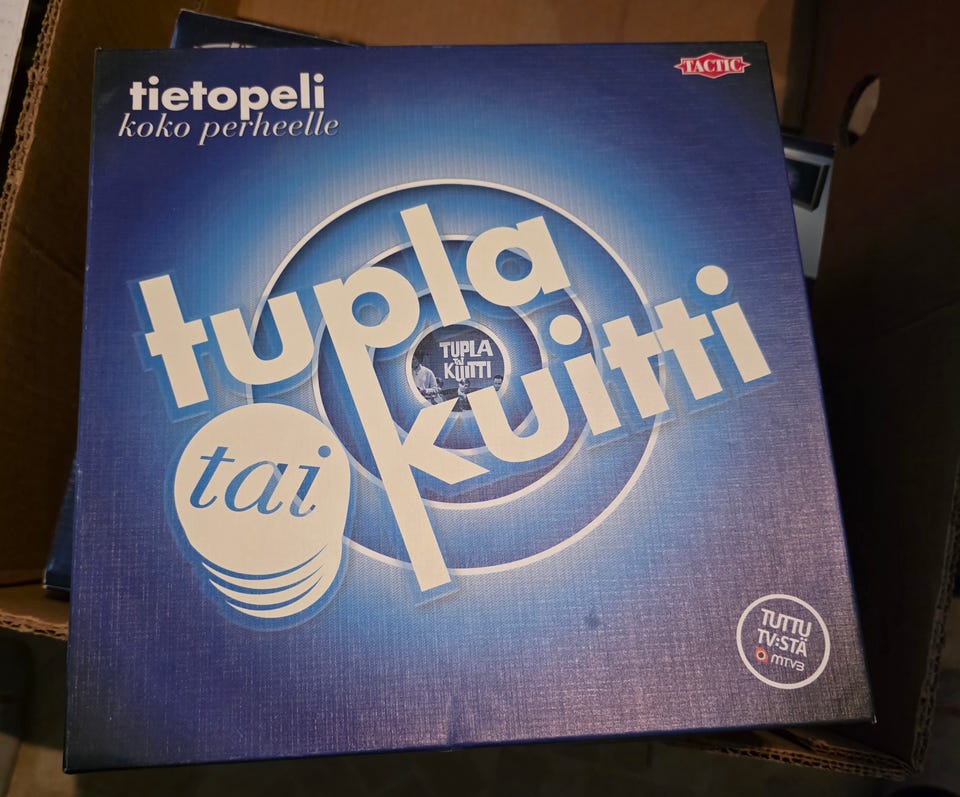 tietopeli
koko perheelle
TACTIC
tupla
tai
kuitti
TUPLA
tai
KUITTI
TUTTU
TV:STÄ
MTV3